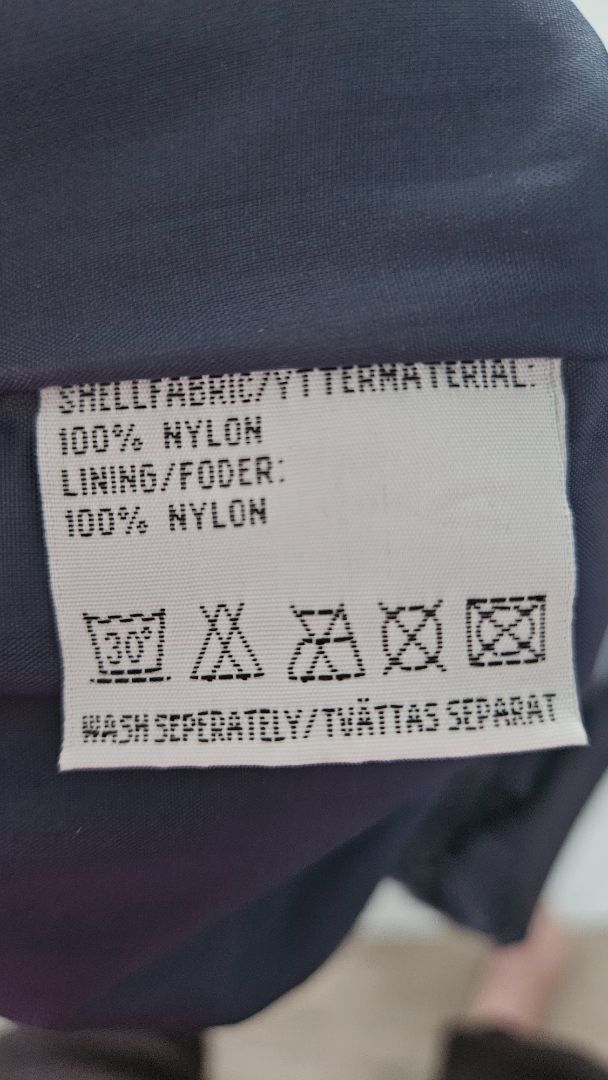 SHELLFABRIC/YTTERMATERIAL:
100% NYLON
LINING/FODER:
100% NYLON
30°
WASH SEPERATELY/TVÄTTAS SEPARAT